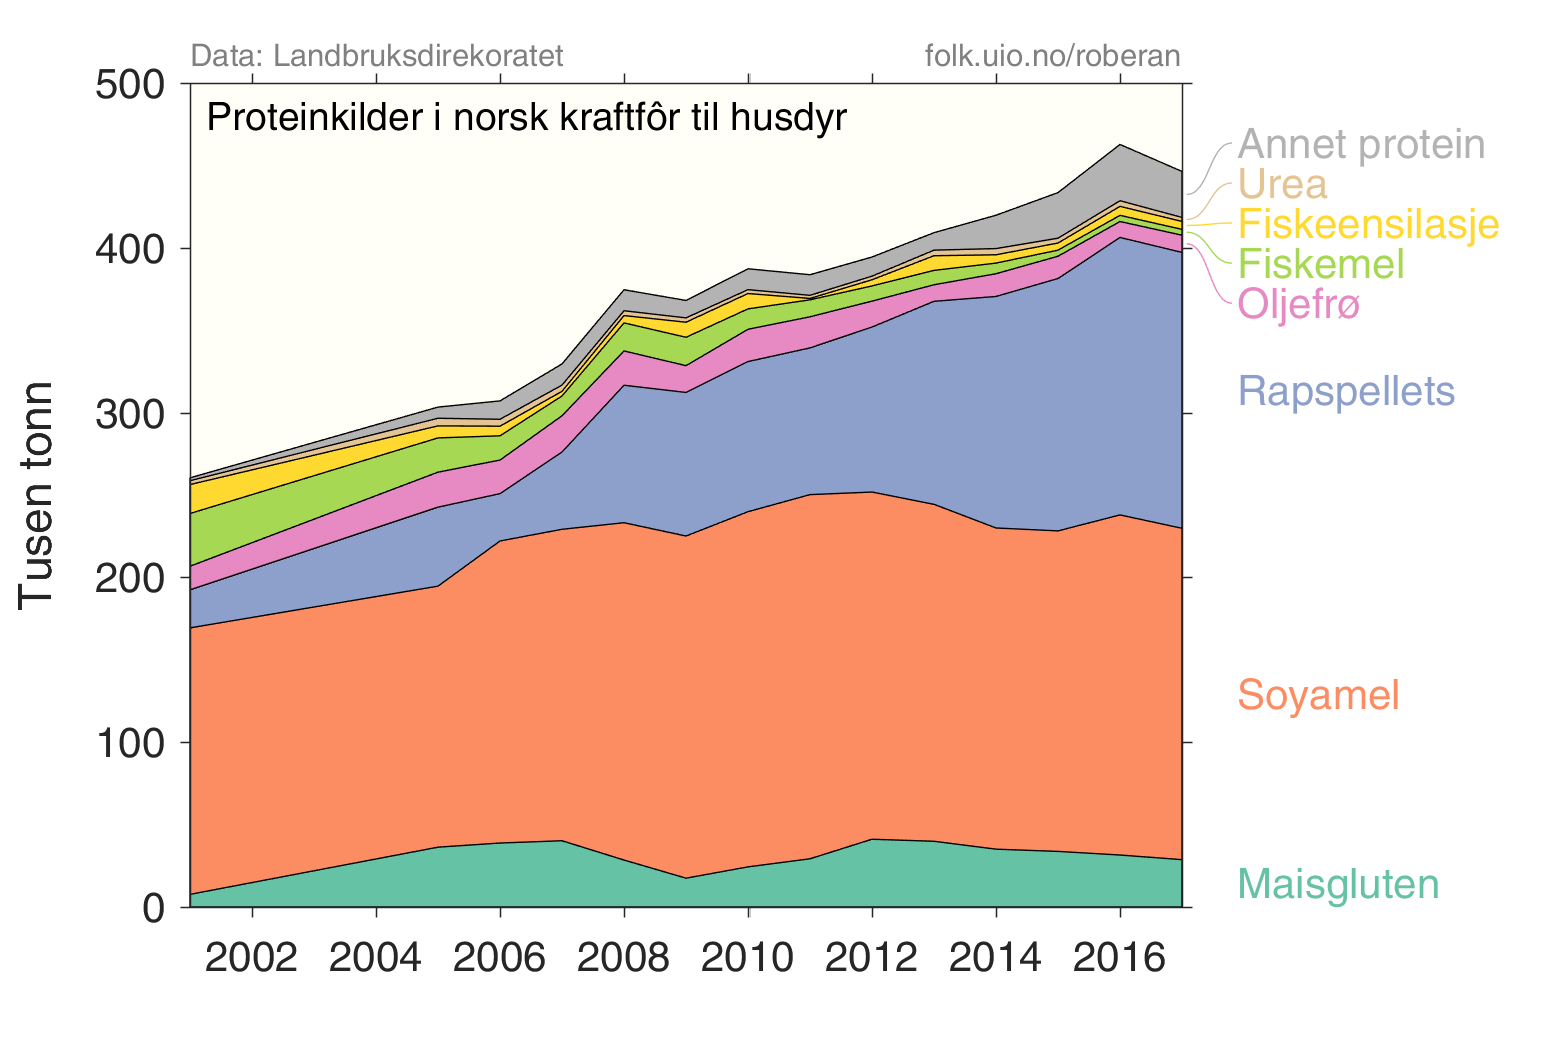 Data: Landbruksdirekoratet
folk.uio.no/roberan
Proteinkilder i norsk kraftfôr til husdyr
Tusen tonn
500
400
300
200
100
0
2002 2004 2006 2008 2010 2012 2014 2016
Annet protein
Urea
Fiskeensilasje
Fiskemel
Oljefrø
Rapspellets
Soyamel
Maisgluten